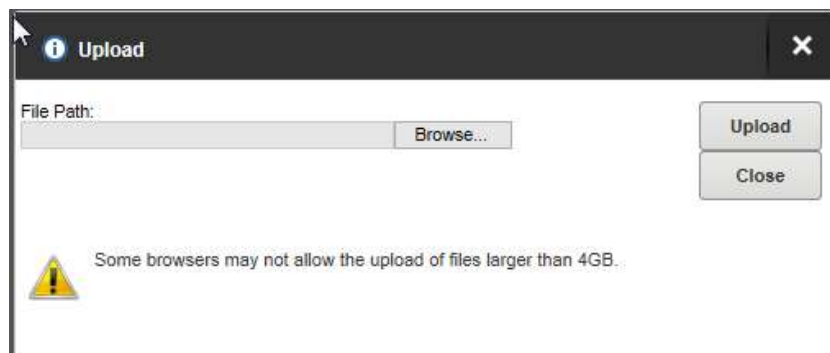 Upload
File Path:
Browse...
Upload
Close
Some browsers may not allow the upload of files larger than 4GB.